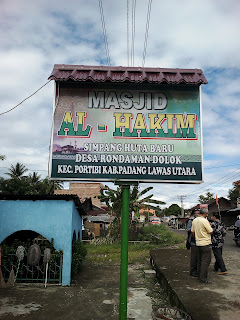 MASJID
AL - HAKIM
SIMPANG HUTA BARU
DESA RONDAMAN DOLOK
KEC. PORTIBI KAB.PADANG LAWAS UTARA